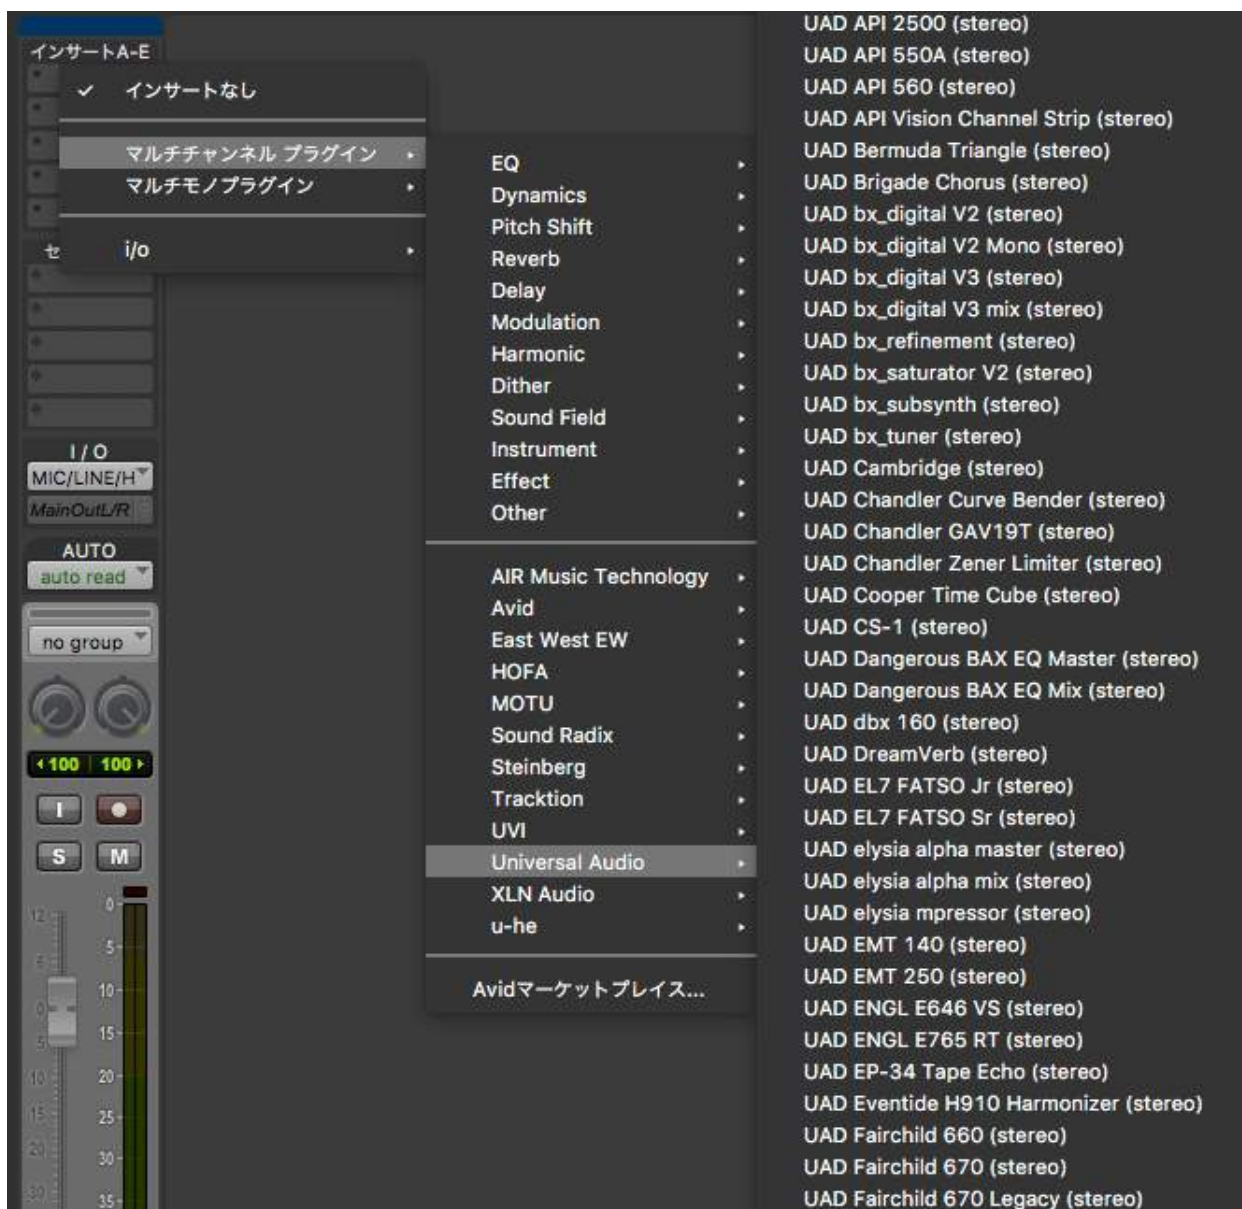 インサートA-E
✓ インサートなし
マルチチャンネル プラグイン
マルチモノプラグイン
セ
i/o
I / O
MIC/LINE/H
MainOutL/R
AUTO
auto read
no group
100 100
I
S M
12
0
5
5
0
10
5
15
10
20
15
25
20
30
30
35
EQ
Dynamics
Pitch Shift
Reverb
Delay
Modulation
Harmonic
Dither
Sound Field
Instrument
Effect
Other
AIR Music Technology
Avid
East West EW
HOFA
MOTU
Sound Radix
Steinberg
Tracktion
UVI
Universal Audio
XLN Audio
u-he
Avidマーケットプレイス...
UAD API 2500 (stereo)
UAD API 550A (stereo)
UAD API 560 (stereo)
UAD API Vision Channel Strip (stereo)
UAD Bermuda Triangle (stereo)
UAD Brigade Chorus (stereo)
UAD bx_digital V2 (stereo)
UAD bx_digital V2 Mono (stereo)
UAD bx_digital V3 (stereo)
UAD bx_digital V3 mix (stereo)
UAD bx_refinement (stereo)
UAD bx_saturator V2 (stereo)
UAD bx_subsynth (stereo)
UAD bx_tuner (stereo)
UAD Cambridge (stereo)
UAD Chandler Curve Bender (stereo)
UAD Chandler GAV19T (stereo)
UAD Chandler Zener Limiter (stereo)
UAD Cooper Time Cube (stereo)
UAD CS-1 (stereo)
UAD Dangerous BAX EQ Master (stereo)
UAD Dangerous BAX EQ Mix (stereo)
UAD dbx 160 (stereo)
UAD DreamVerb (stereo)
UAD EL7 FATSO Jr (stereo)
UAD EL7 FATSO Sr (stereo)
UAD elysia alpha master (stereo)
UAD elysia alpha mix (stereo)
UAD elysia mpressor (stereo)
UAD EMT 140 (stereo)
UAD EMT 250 (stereo)
UAD ENGL E646 VS (stereo)
UAD ENGL E765 RT (stereo)
UAD EP-34 Tape Echo (stereo)
UAD Eventide H910 Harmonizer (stereo)
UAD Fairchild 660 (stereo)
UAD Fairchild 670 (stereo)
UAD Fairchild 670 Legacy (stereo)